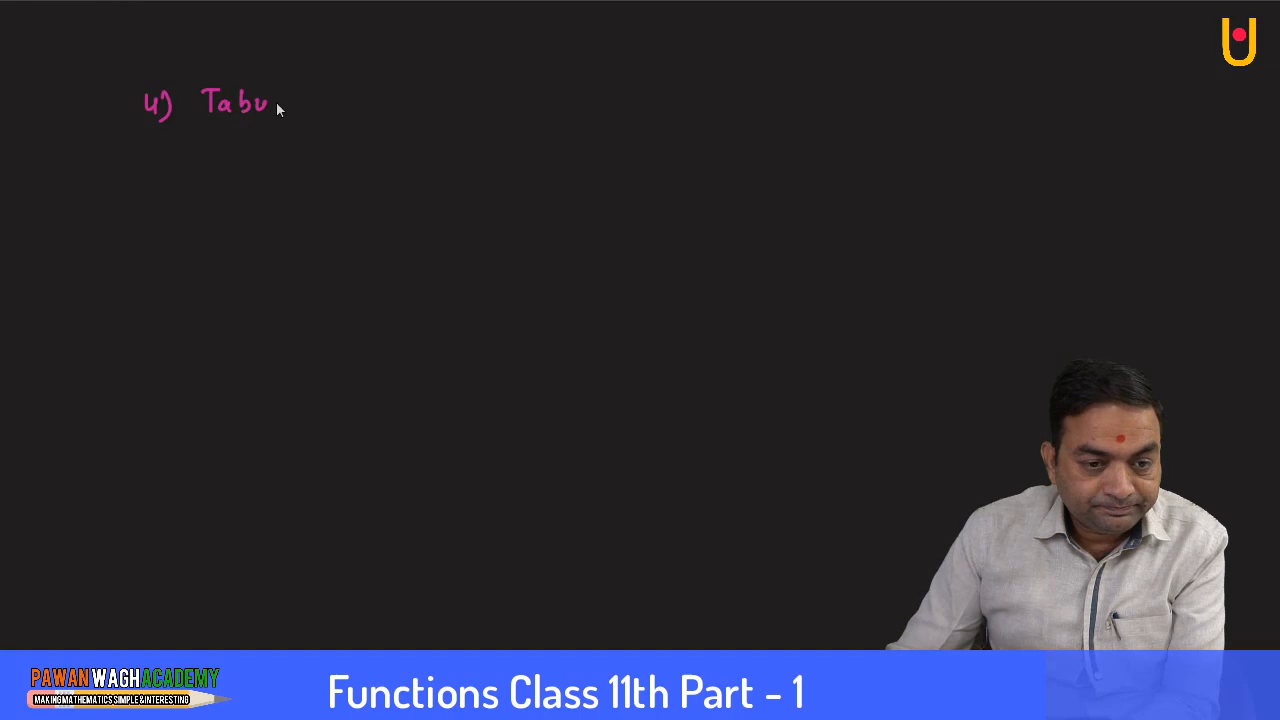 4) Tabu
PAWAN WAGH ACADEMY
MAKING MATHEMATICS SIMPLE & INTERESTING
Functions Class 11th Part - 1